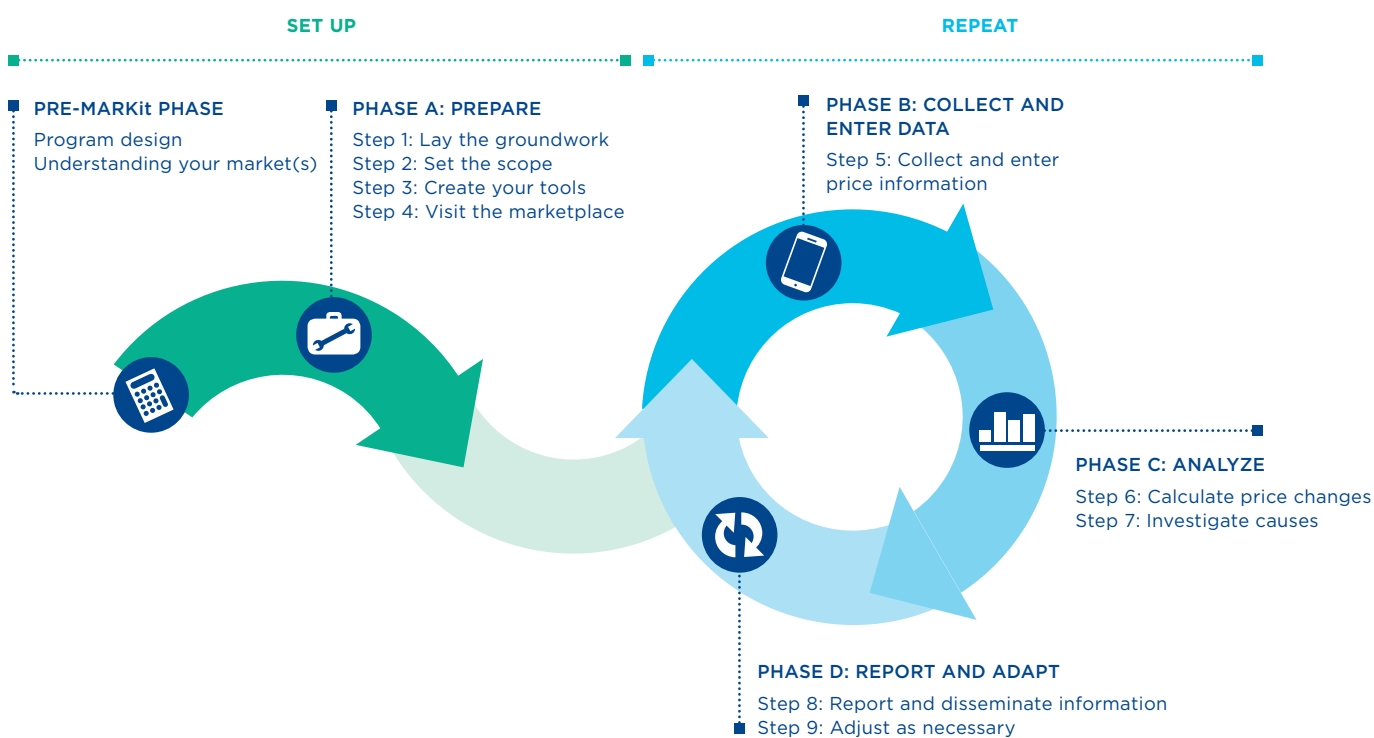 SET UP
REPEAT
PRE-MARKit PHASE
Program design
Understanding your market(s)
PHASE A: PREPARE
Step 1: Lay the groundwork
Step 2: Set the scope
Step 3: Create your tools
Step 4: Visit the marketplace
PHASE B: COLLECT AND
ENTER DATA
Step 5: Collect and enter
price information
PHASE C: ANALYZE
Step 6: Calculate price changes
Step 7: Investigate causes
PHASE D: REPORT AND ADAPT
Step 8: Report and disseminate information
Step 9: Adjust as necessary